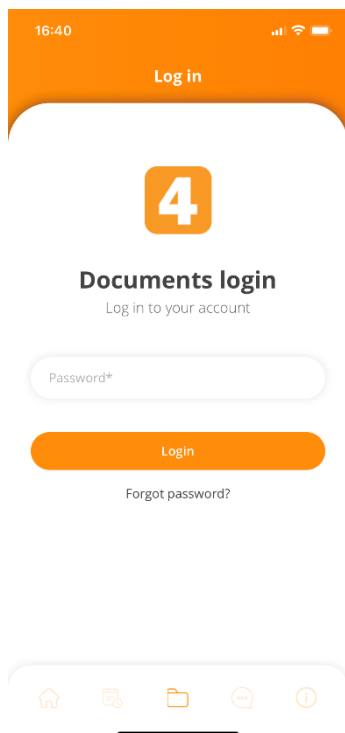 16:40
Log in
4
Documents login
Log in to your account
Password*
Login
Forgot password?